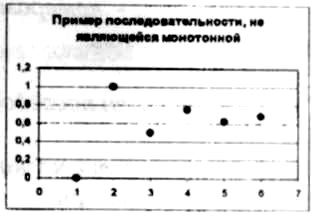 Пример последовательности, не
являющейся монотонной
1,2
1
0,8
0,6
0,4
0,2
0
0 1 2 3 4 5 6 7